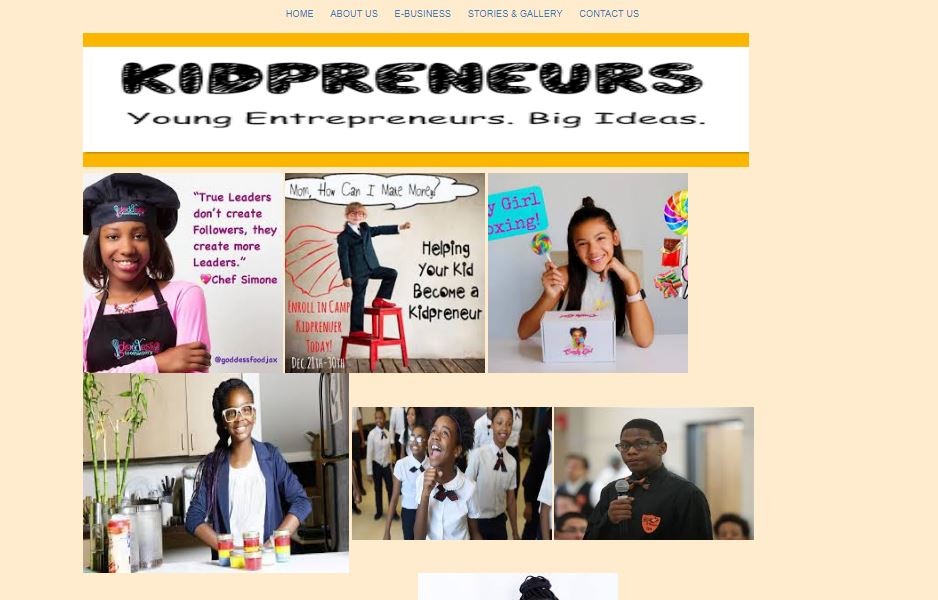 HOME ABOUT US E-BUSINESS STORIES & GALLERY CONTACT US
KIDPRENEURS
Young Entrepreneurs. Big Ideas.
"True Leaders
don't create
Followers, they
create more
Leaders."
Chef Simone
@goddessfoodjax
Mom, How Can I Make Money?
Helping
Your Kid
Become a
Kidpreneur
Enroll in Camp
Kidprenuer
Today!
Dec.28th-30th
y Girl
oxing!